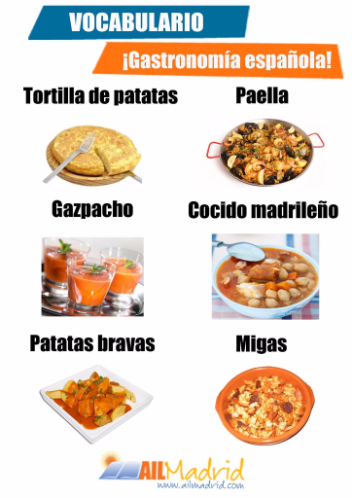 VOCABULARIO
¡Gastronomía española!
Tortilla de patatas
Paella
Gazpacho
Cocido madrileño
Patatas bravas
Migas
AILMadrid
www.ailmadrid.com